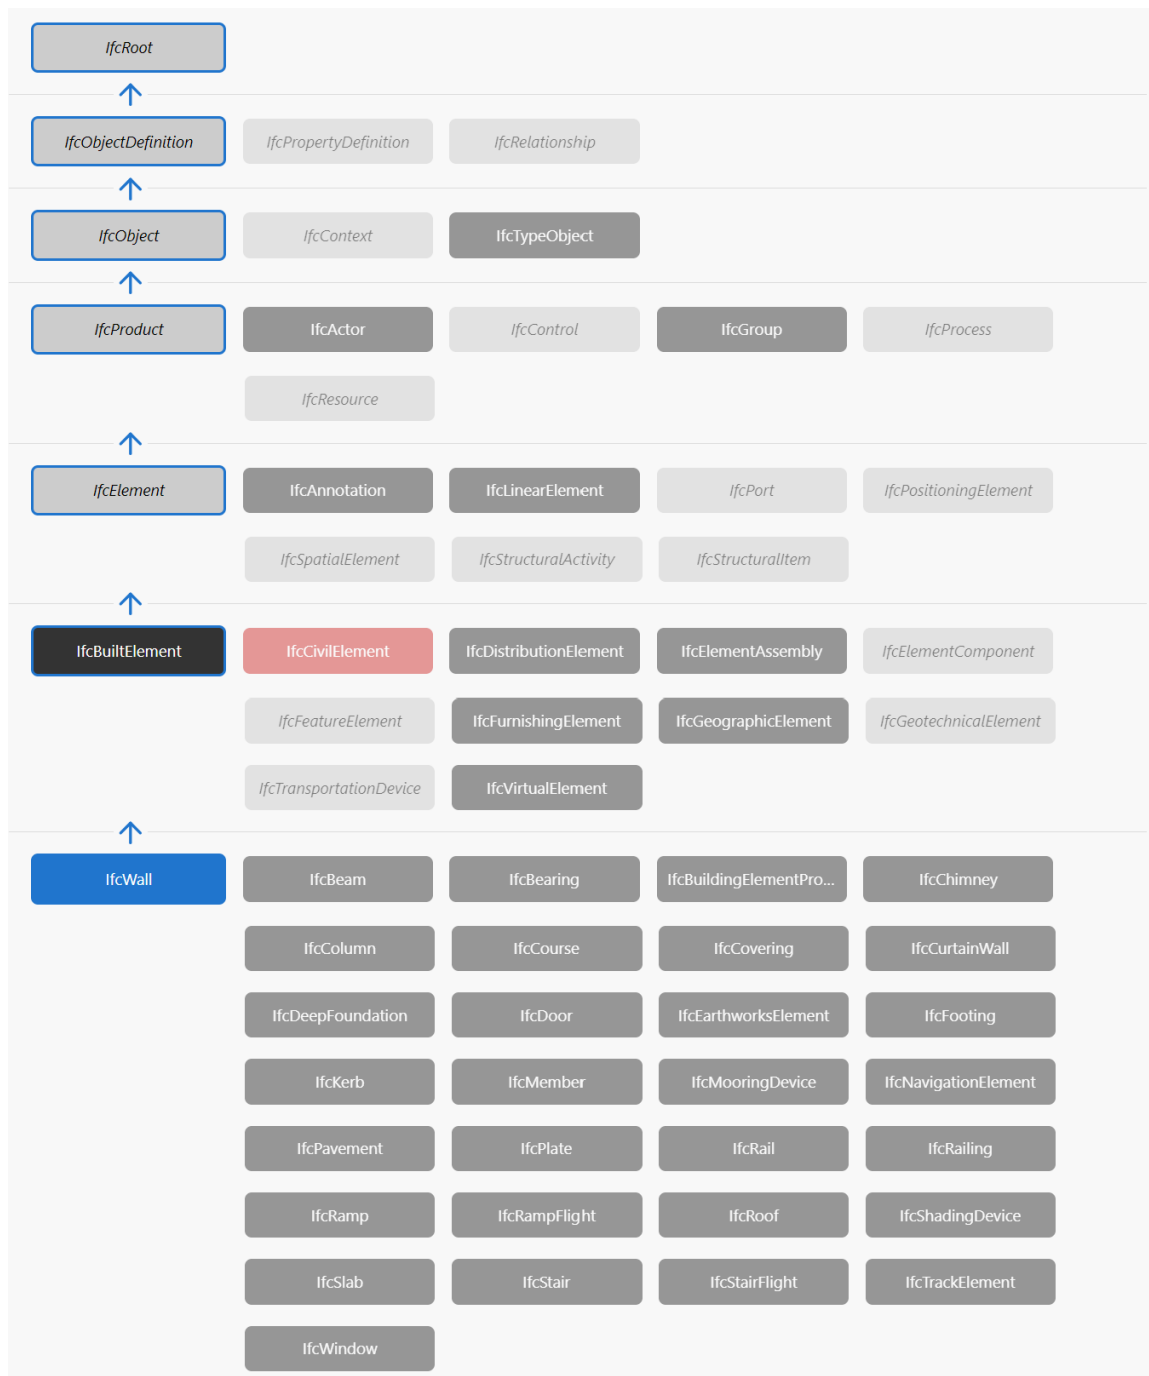 IfcRoot
IfcObjectDefinition IfcPropertyDefinition IfcRelationship
IfcObject IfcContext IfcTypeObject
IfcProduct IfcActor IfcControl IfcGroup IfcProcess
IfcResource
IfcElement IfcAnnotation IfcLinearElement IfcPort IfcPositioningElement
IfcSpatialElement IfcStructuralActivity IfcStructuralItem
IfcBuiltElement IfcCivilElement IfcDistributionElement IfcElementAssembly IfcElementComponent
IfcFeatureElement IfcFurnishingElement IfcGeographicElement IfcGeotechnicalElement
IfcTransportationDevice IfcVirtualElement
IfcWall IfcBeam IfcBearing IfcBuildingElementPro... IfcChimney
IfcColumn IfcCourse IfcCovering IfcCurtainWall
IfcDeepFoundation IfcDoor IfcEarthworksElement IfcFooting
IfcKerb IfcMember IfcMooringDevice IfcNavigationElement
IfcPavement IfcPlate IfcRail IfcRailing
IfcRamp IfcRampFlight IfcRoof IfcShadingDevice
IfcSlab IfcStair IfcStairFlight IfcTrackElement
IfcWindow